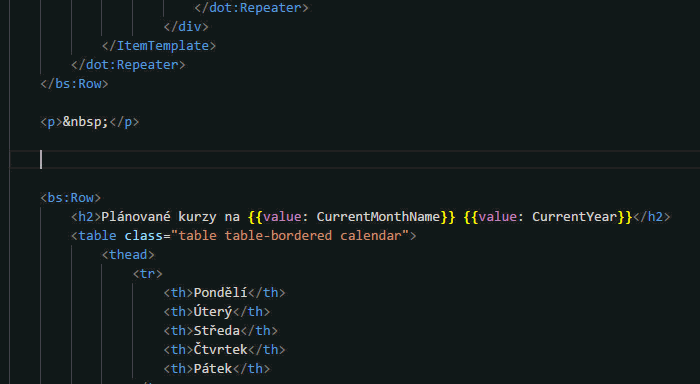 </dot:Repeater>
</div>
</ItemTemplate>
</dot:Repeater>
</bs:Row>
<p>&nbsp;</p>
<bs:Row>
<h2>Plánované kurzy na {{value: CurrentMonthName}} {{value: CurrentYear}}</h2>
<table class="table table-bordered calendar">
<thead>
<tr>
<th>Pondělí</th>
<th>Úterý</th>
<th>Středa</th>
<th>Čtvrtek</th>
<th>Pátek</th>